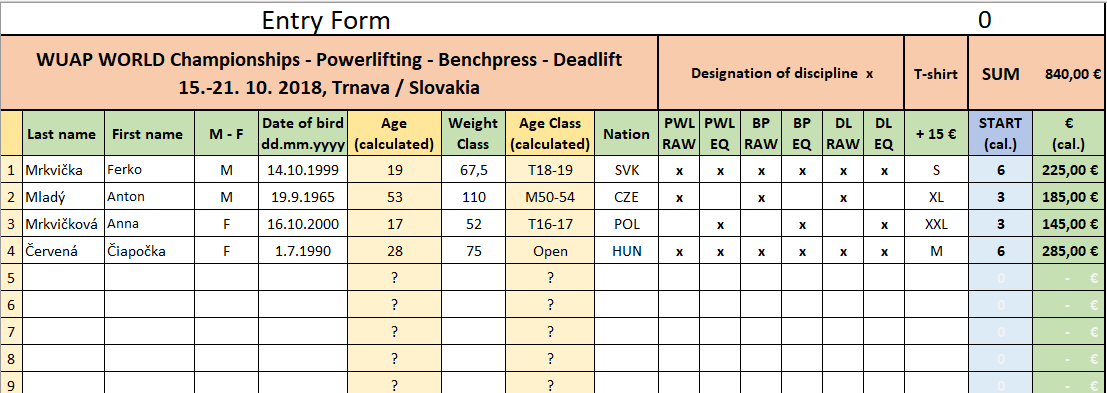 Entry Form 0
WUAP WORLD Championships - Powerlifting - Benchpress - Deadlift
15.-21. 10. 2018, Trnava / Slovakia
Designation of discipline x T-shirt SUM 840,00 €
Last name First name M - F Date of bird dd.mm.yyyy Age (calculated) Weight Class Age Class (calculated) Nation PWL RAW PWL EQ BP RAW BP EQ DL RAW DL EQ + 15 € START (cal.) € (cal.)
1 Mrkvička Ferko M 14.10.1999 19 67,5 T18-19 SVK x x x x x x S 6 225,00 €
2 Mladý Anton M 19.9.1965 53 110 M50-54 CZE x x x XL 3 185,00 €
3 Mrkvičková Anna F 16.10.2000 17 52 T16-17 POL x x x XXL 3 145,00 €
4 Červená Čiapočka F 1.7.1990 28 75 Open HUN x x x x x x M 6 285,00 €
5 ? ? 0 - €
6 ? ? 0 - €
7 ? ? 0 - €
8 ? ? 0 - €
9 ? ? 0 - €